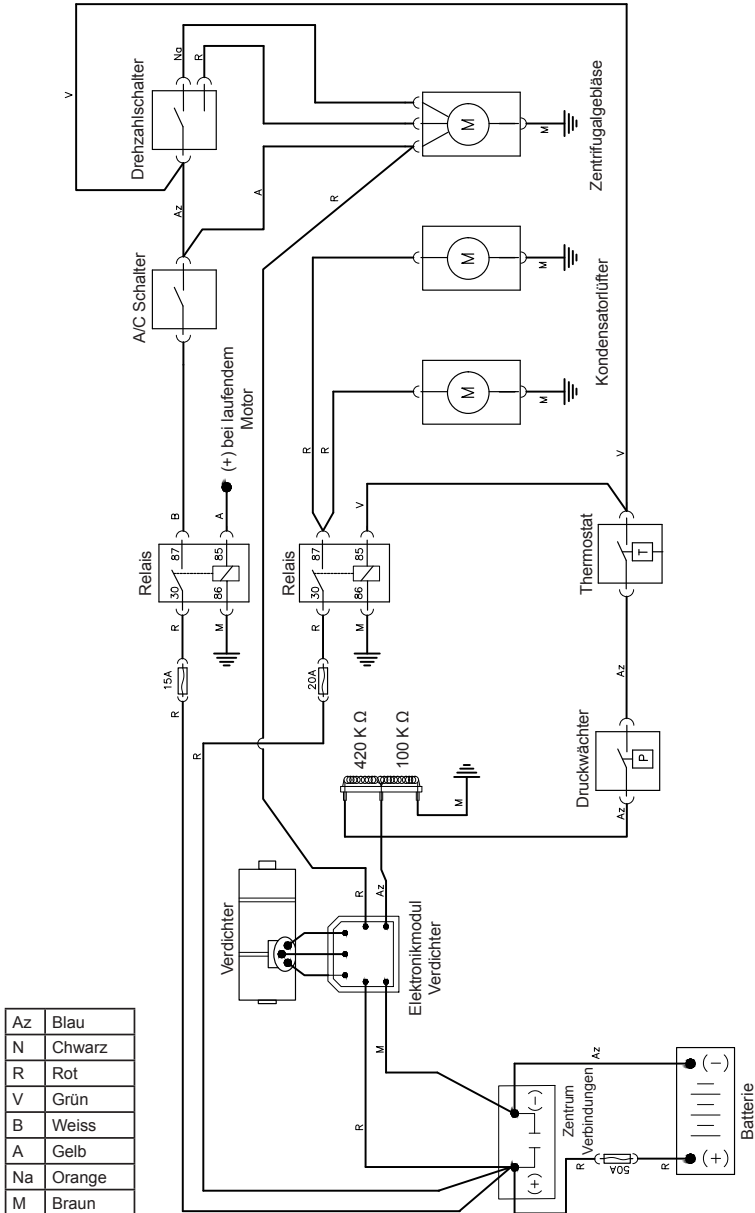 Drehzahlschalter
Na
R
V
Az
A
R
A/C Schalter
Zentrifugalgebläse
M
M
Kondensatorlüfter
M
M
M
M
(+) bei laufendem
Motor
B
A
Relais
87
85
30
86
R
M
15A
R
R
R
V
V
Relais
87
85
30
86
R
M
20A
R
Thermostat
T
Az
420 K Ω
100 K Ω
M
Druckwächter
P
Az
Verdichter
R
Az
Elektronikmodul
Verdichter
R
M
Az Blau
N Chwarz
R Rot
V Grün
B Weiss
A Gelb
Na Orange
M Braun
(-)
(+)
Zentrum
Verbindungen
Az
R
50A
R
(-)
(+)
Batterie